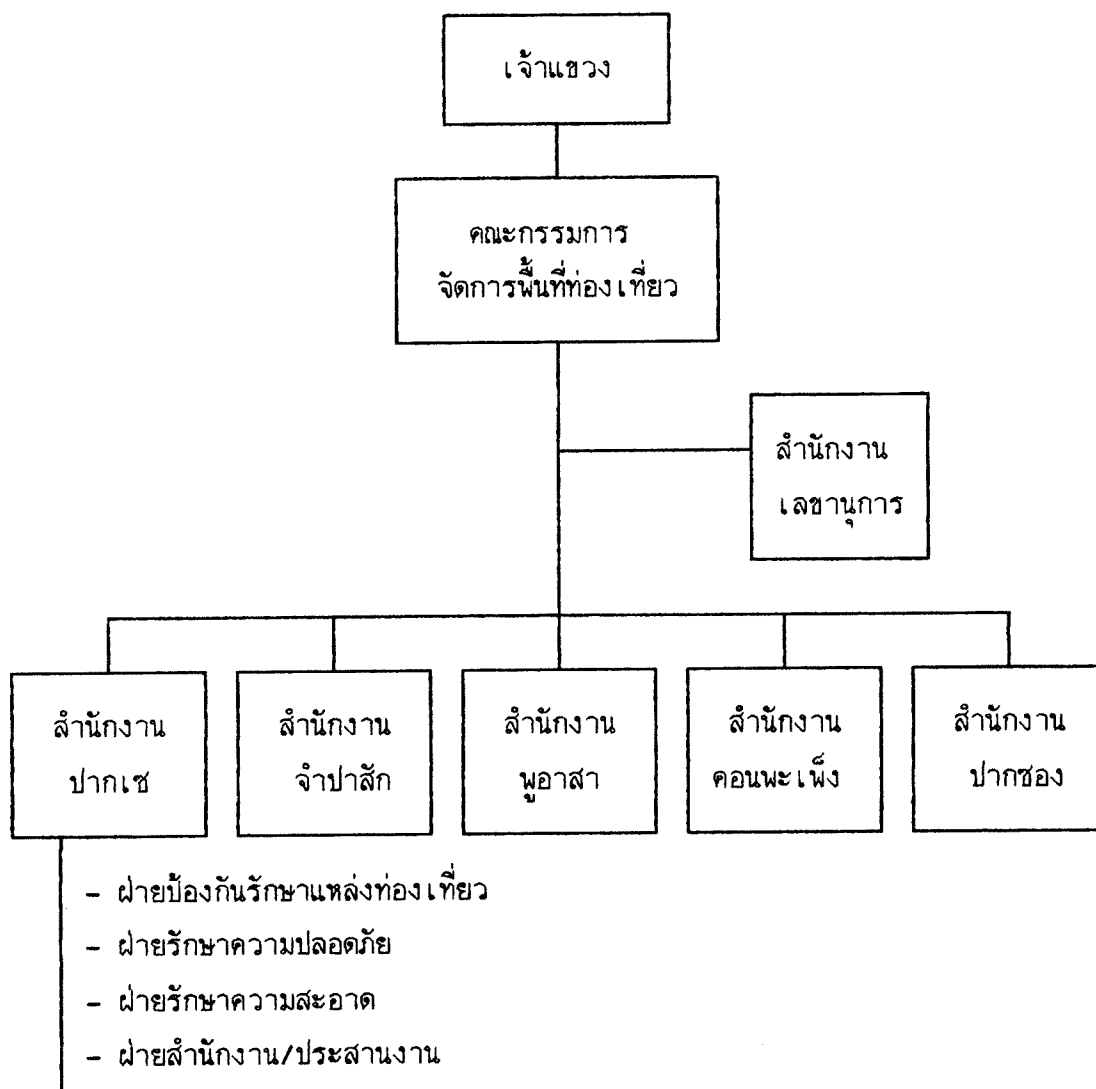 เจ้าแขวง
คณะกรรมการ
จัดการพื้นที่ท่องเที่ยว
สำนักงาน
เลขานุการ
สำนักงาน
ปากเซ
สำนักงาน
จำปาสัก
สำนักงาน
พูอาสา
สำนักงาน
คอนพะเพ็ง
สำนักงาน
ปากซอง
- ฝ่ายป้องกันรักษาแหล่งท่องเที่ยว
- ฝ่ายรักษาความปลอดภัย
- ฝ่ายรักษาความสะอาด
- ฝ่ายสำนักงาน/ประสานงาน